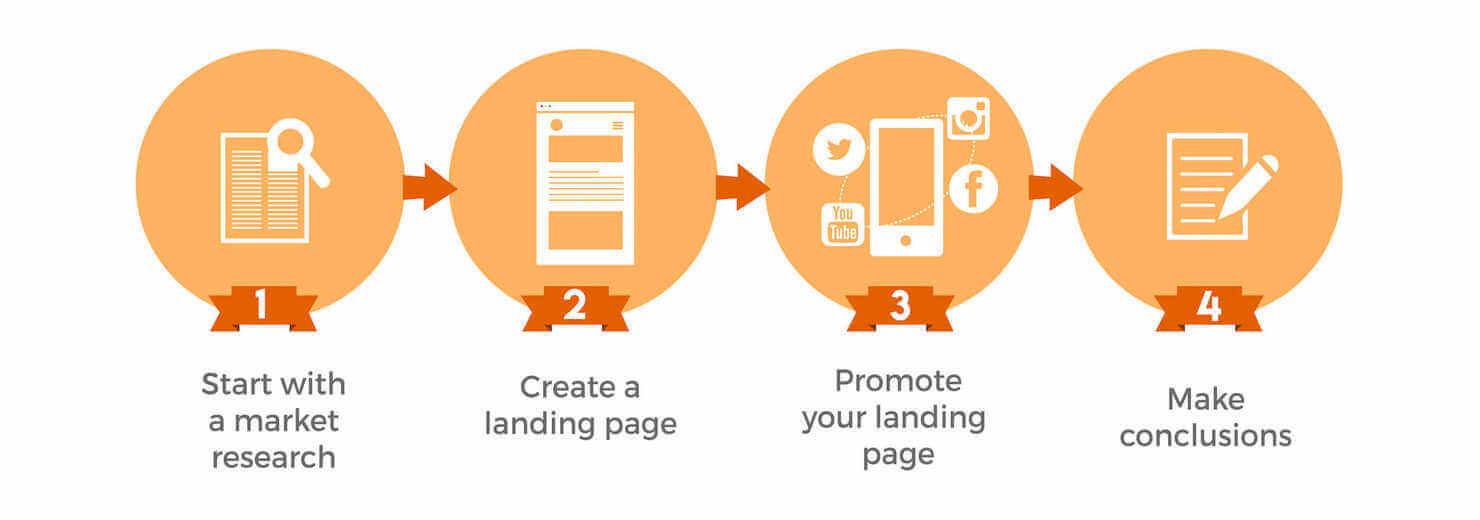 You
Tube
f
1
2
3
4
Start with
a market
research
Create a
landing page
Promote
your landing
page
Make
conclusions